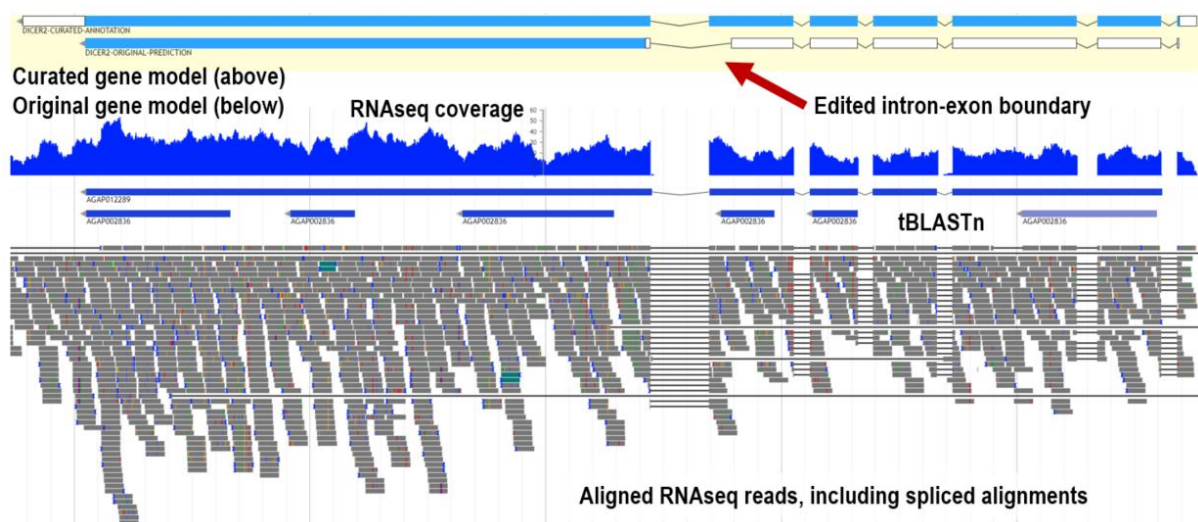 DICER2-CURATED-ANNOTATION
DICER2-ORIGINAL-PREDICTION
Curated gene model (above)
Original gene model (below)
RNAseq coverage
Edited intron-exon boundary
60
50
40
30
20
10
0
AGAP012289
AGAP002836
AGAP002836
AGAP002836
AGAP002836
AGAP002836
tBLASTn
AGAP002836
Aligned RNAseq reads, including spliced alignments